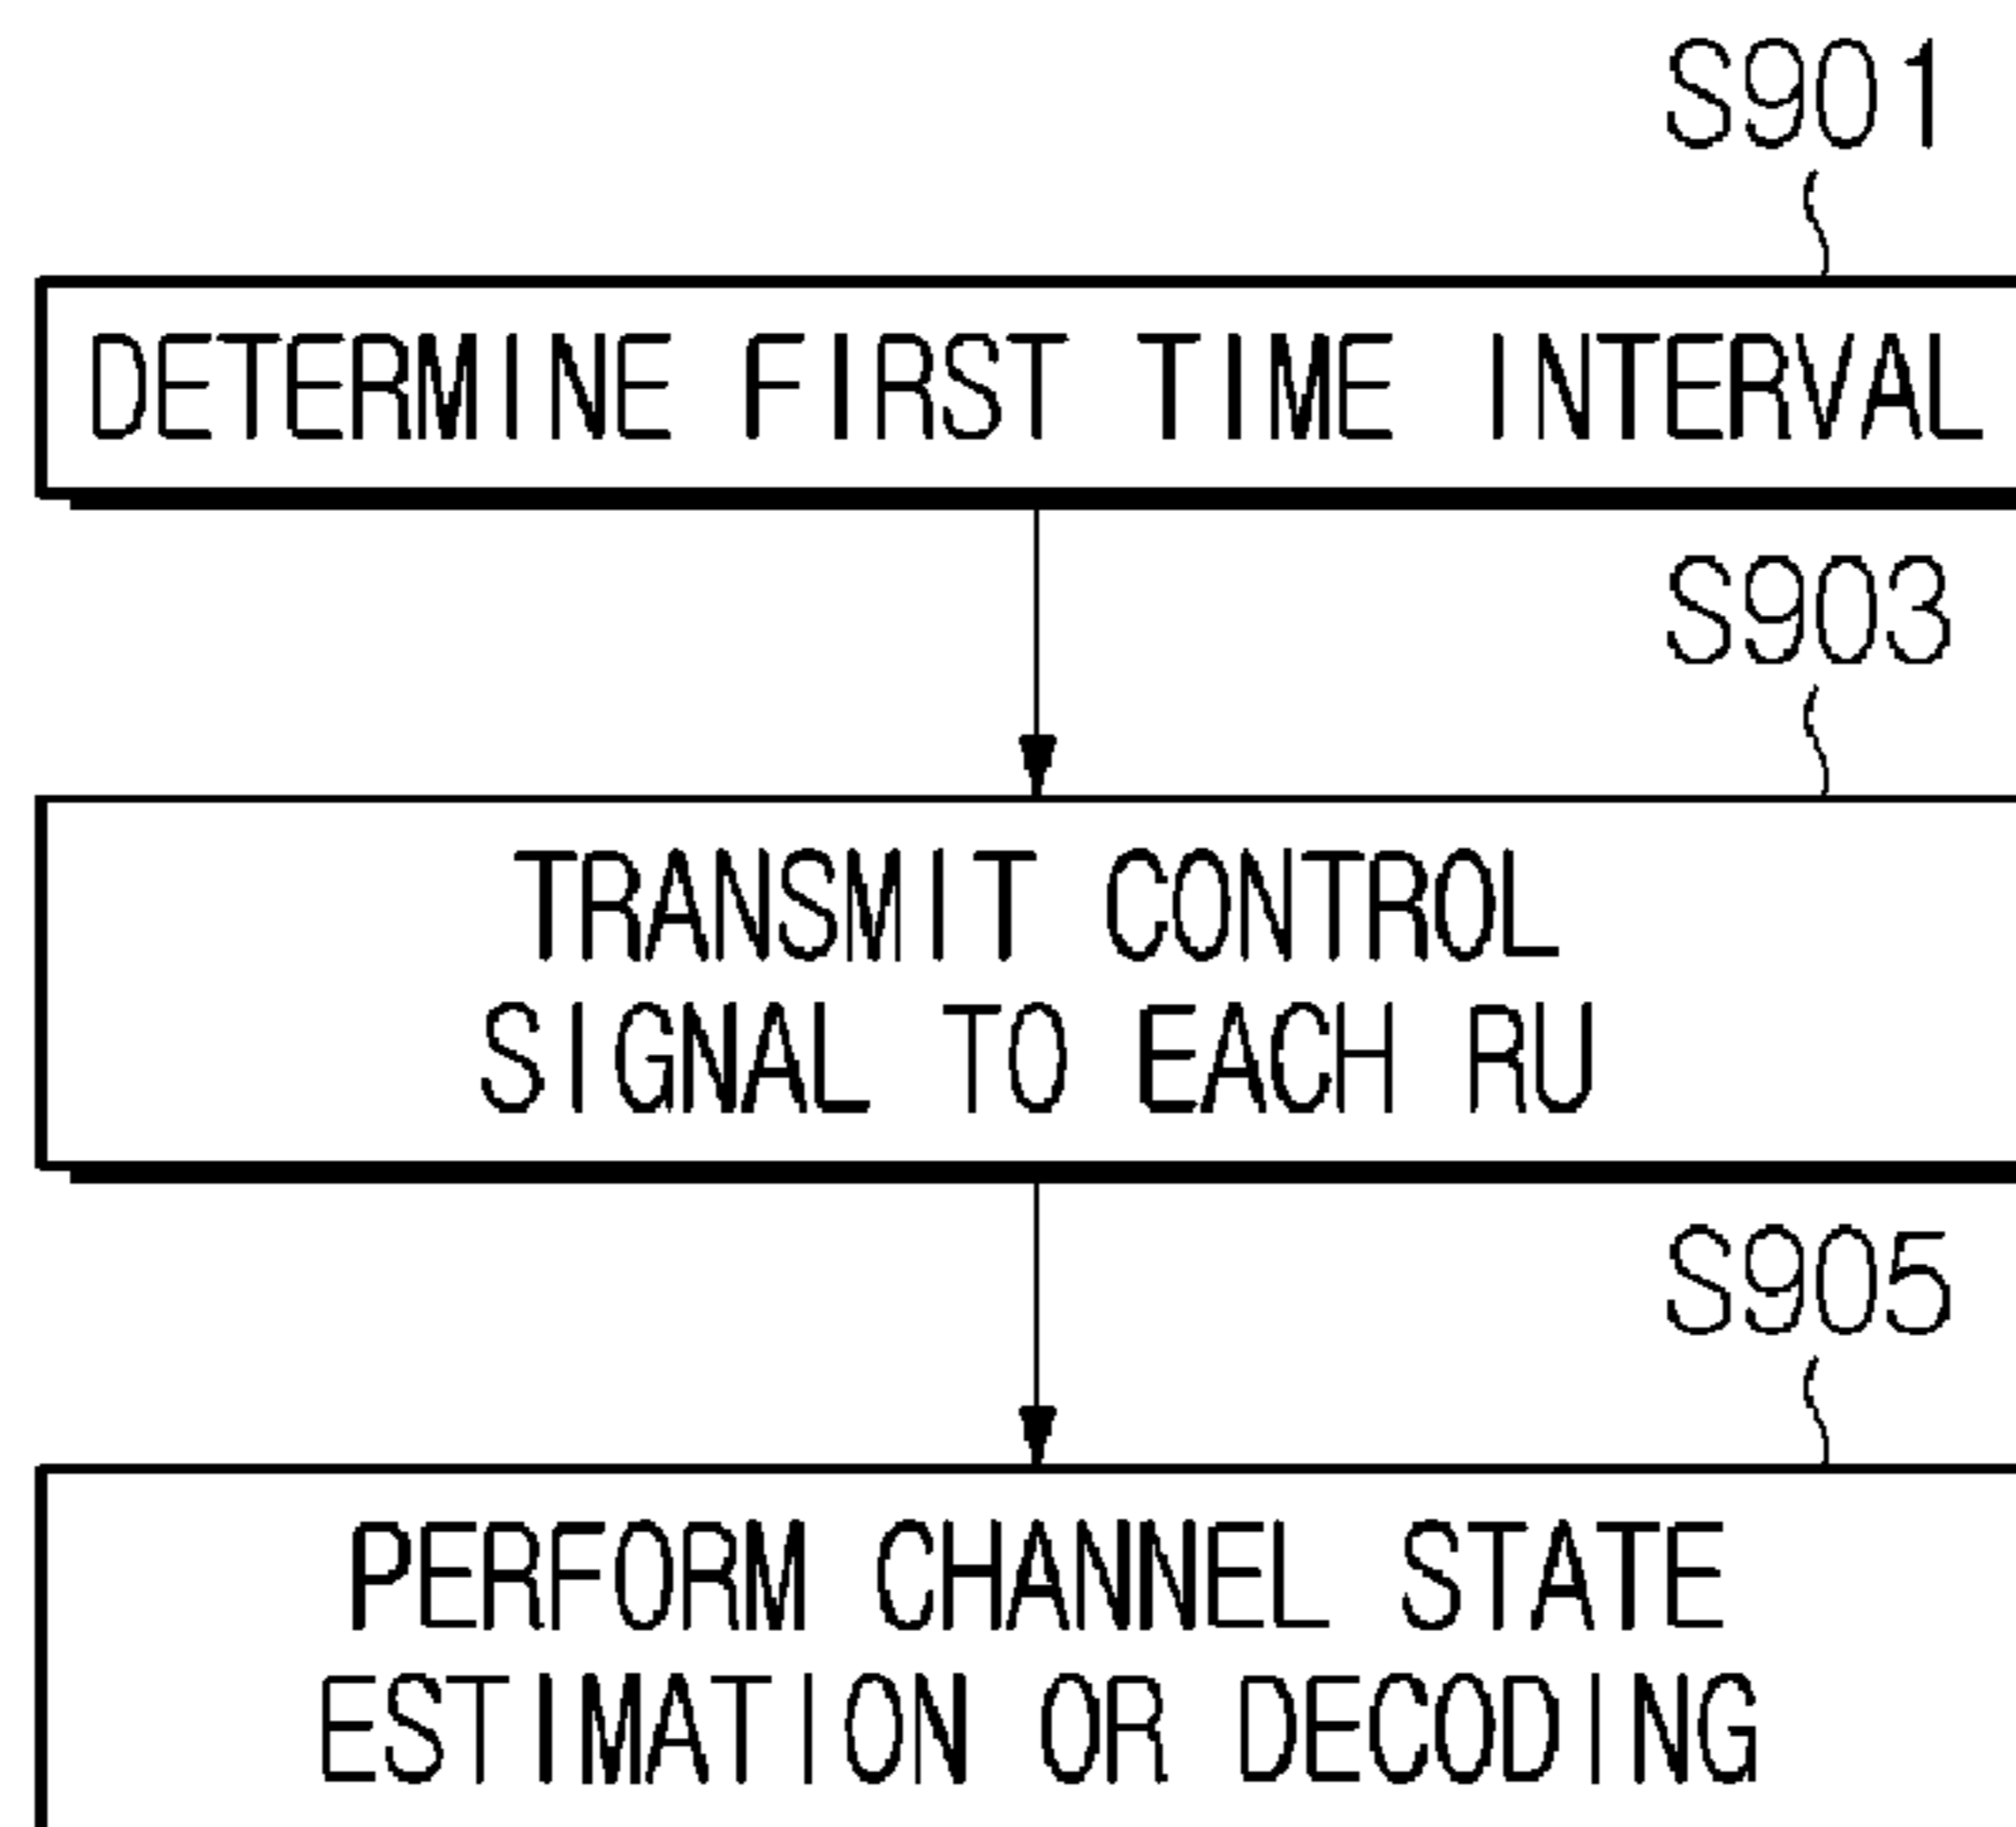 S901
DETERMINE FIRST TIME INTERVAL
S903
TRANSMIT CONTROL
SIGNAL TO EACH RU
S905
PERFORM CHANNEL STATE
ESTIMATION OR DECODING